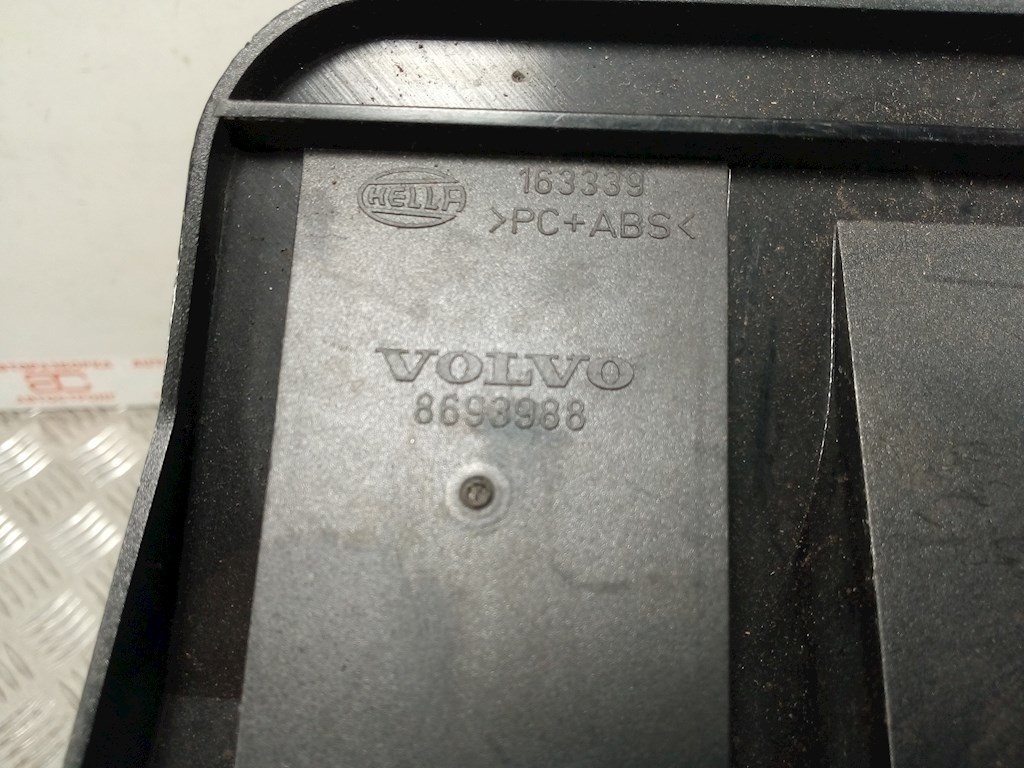 HELLA
163339
>PC+ABS<
VOLVO
8693988